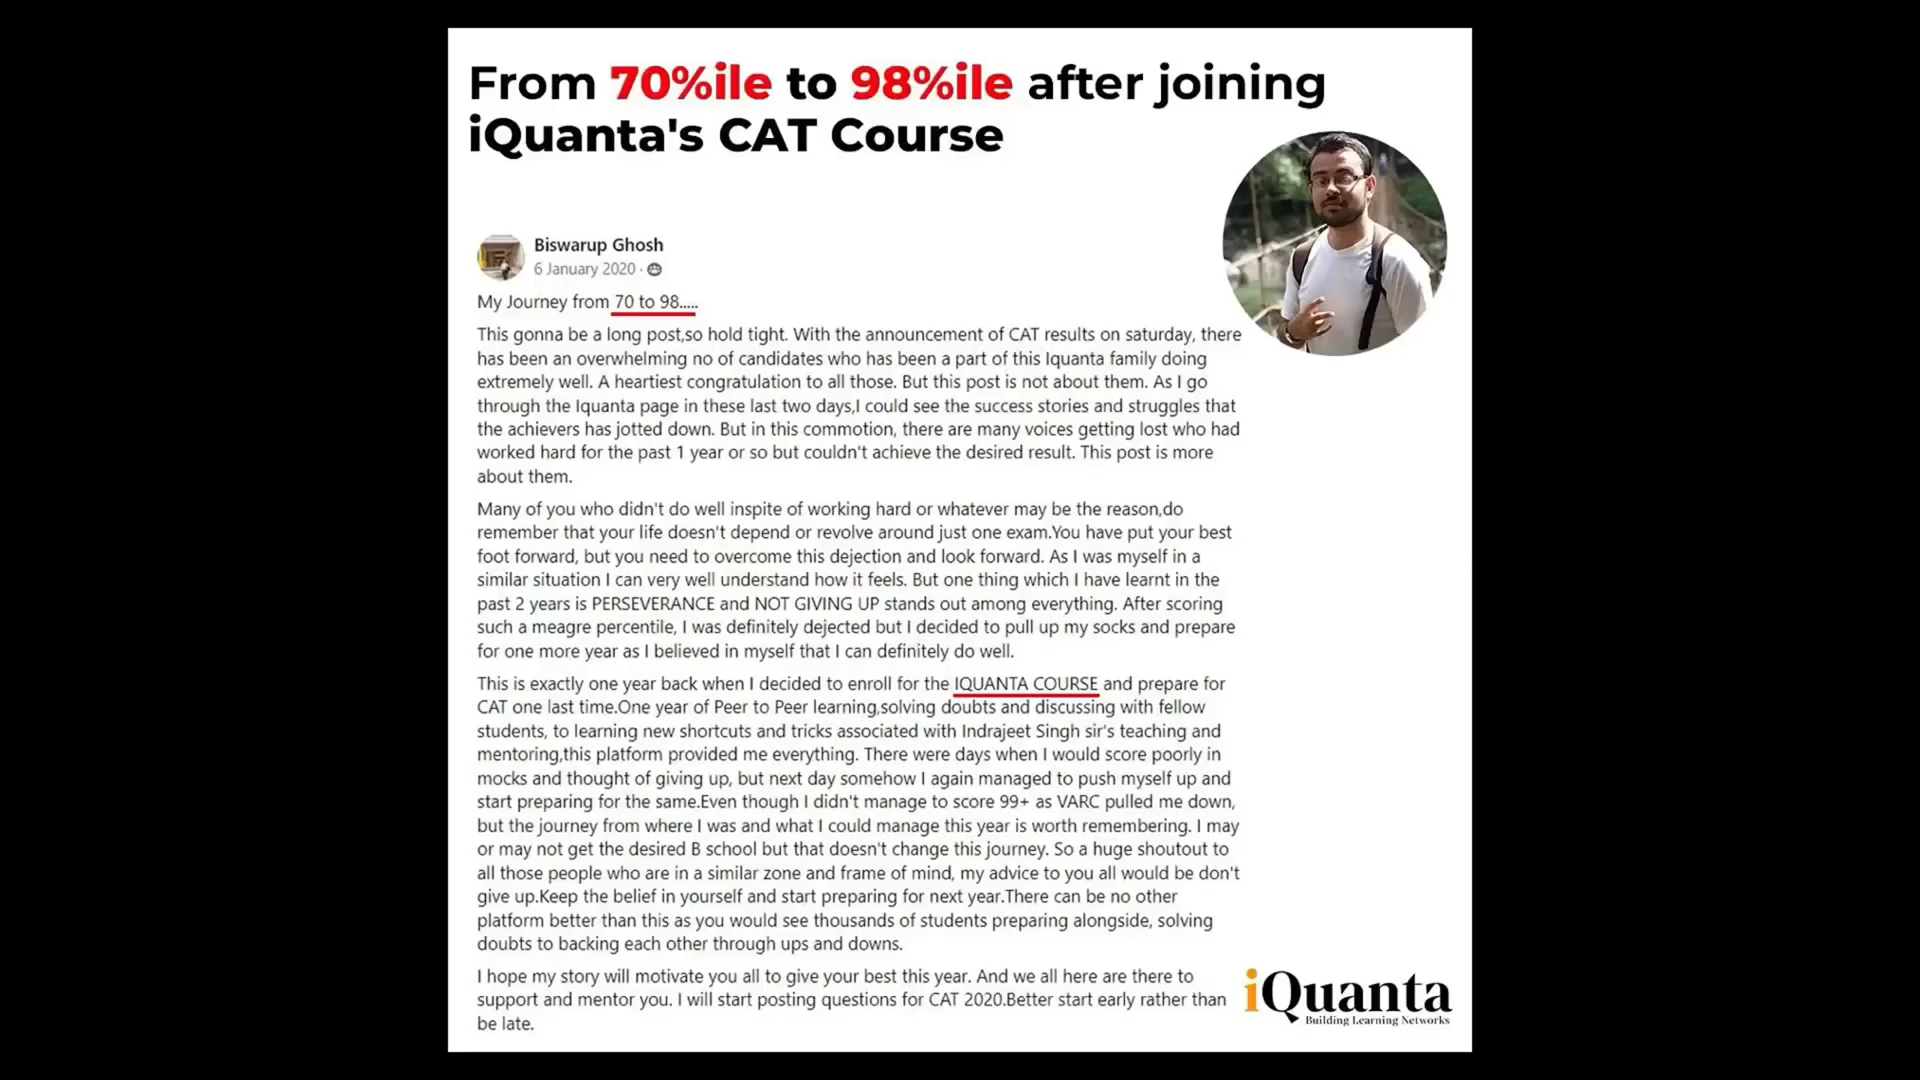 From 70%ile to 98%ile after joining
iQuanta's CAT Course
Biswarup Ghosh
6 January 2020 ·
My Journey from 70 to 98.....
This gonna be a long post,so hold tight. With the announcement of CAT results on saturday, there
has been an overwhelming no of candidates who has been a part of this Iquanta family doing
extremely well. A heartiest congratulation to all those. But this post is not about them. As I go
through the Iquanta page in these last two days,I could see the success stories and struggles that
the achievers has jotted down. But in this commotion, there are many voices getting lost who had
worked hard for the past 1 year or so but couldn't achieve the desired result. This post is more
about them.
Many of you who didn't do well inspite of working hard or whatever may be the reason,do
remember that your life doesn't depend or revolve around just one exam.You have put your best
foot forward, but you need to overcome this dejection and look forward. As I was myself in a
similar situation I can very well understand how it feels. But one thing which I have learnt in the
past 2 years is PERSEVERANCE and NOT GIVING UP stands out among everything. After scoring
such a meagre percentile, I was definitely dejected but I decided to pull up my socks and prepare
for one more year as I believed in myself that I can definitely do well.
This is exactly one year back when I decided to enroll for the IQUANTA COURSE and prepare for
CAT one last time.One year of Peer to Peer learning,solving doubts and discussing with fellow
students, to learning new shortcuts and tricks associated with Indrajeet Singh sir's teaching and
mentoring,this platform provided me everything. There were days when I would score poorly in
mocks and thought of giving up, but next day somehow I again managed to push myself up and
start preparing for the same.Even though I didn't manage to score 99+ as VARC pulled me down,
but the journey from where I was and what I could manage this year is worth remembering. I may
or may not get the desired B school but that doesn't change this journey. So a huge shoutout to
all those people who are in a similar zone and frame of mind, my advice to you all would be don't
give up.Keep the belief in yourself and start preparing for next year.There can be no other
platform better than this as you would see thousands of students preparing alongside, solving
doubts to backing each other through ups and downs.
I hope my story will motivate you all to give your best this year. And we all here are there to
support and mentor you. I will start posting questions for CAT 2020.Better start early rather than
be late.
iQuanta
Building Learning Networks